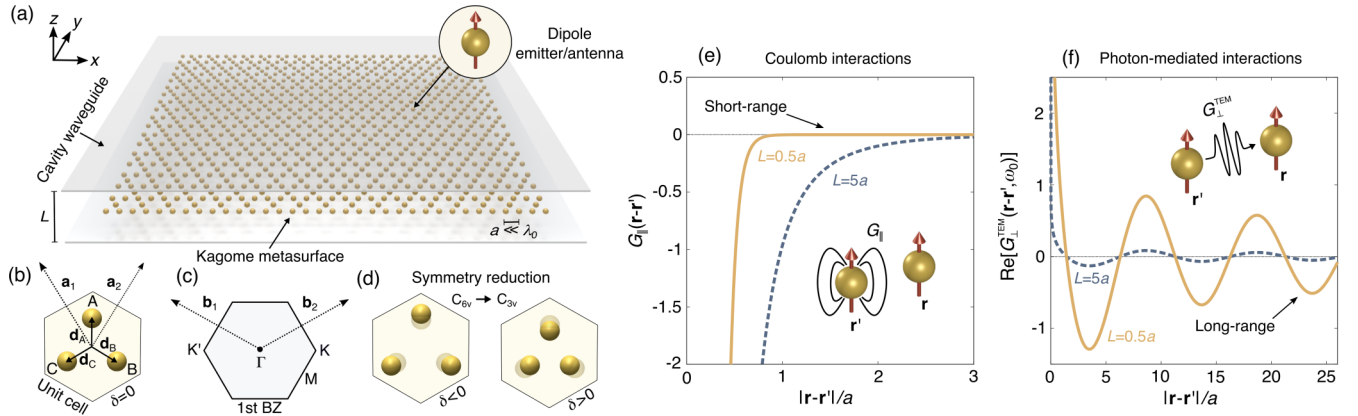 (a)
z
y
x
Dipole
emitter/antenna
Cavity waveguide
L
a ≪ λ₀
Kagome metasurface
(b)
a₁
a₂
A
d_A
d_B
d_C
C
B
Unit cell
δ=0
(c)
b₁
b₂
K'
Γ
K
M
1st BZ
(d)
Symmetry reduction
C₆ᵥ → C₃ᵥ
δ<0
δ>0
(e)
Coulomb interactions
0.5
0
-0.5
-1
-1.5
-2
G∥(r-r')
Short-range
L=0.5a
L=5a
G∥
r'
r
0
1
2
3
|r-r'|/a
(f)
Photon-mediated interactions
2
1
0
-1
Re[G⊥^TEM(r-r',ω₀)]
G⊥^TEM
r'
r
L=5a
L=0.5a
Long-range
0
5
10
15
20
25
|r-r'|/a